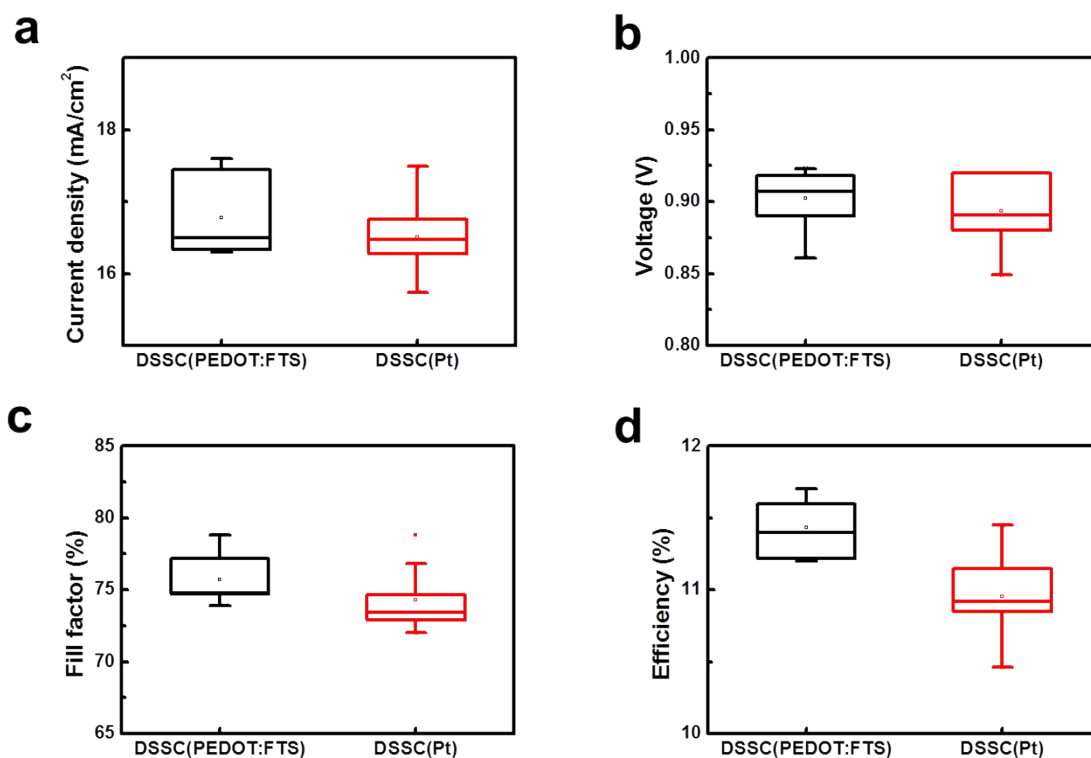 a
Current density (mA/cm²)
18
16
DSSC(PEDOT:FTS)
DSSC(Pt)
b
Voltage (V)
1.00
0.95
0.90
0.85
0.80
DSSC(PEDOT:FTS)
DSSC(Pt)
c
Fill factor (%)
85
80
75
70
65
DSSC(PEDOT:FTS)
DSSC(Pt)
d
Efficiency (%)
12
11
10
DSSC(PEDOT:FTS)
DSSC(Pt)